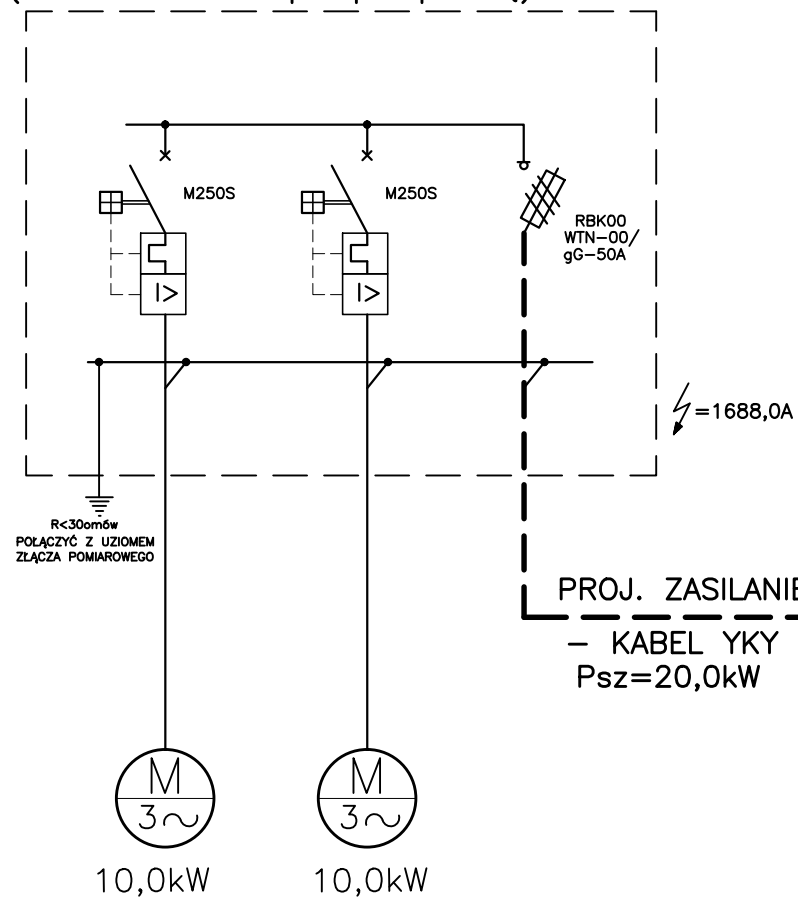 M250S
M250S
RBK00
WTN-00/
gG-50A
I>
I>
=1688,0A
R<30omów
POŁĄCZYĆ Z UZIOMEM
ZŁĄCZA POMIAROWEGO
PROJ. ZASILANIE
- KABEL YKY
Psz=20,0kW
M
3~
M
3~
10,0kW
10,0kW